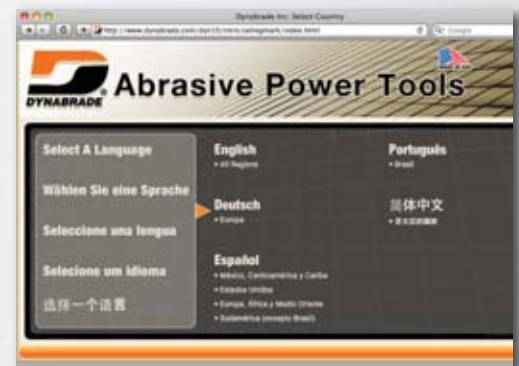 Dynabrade Inc: Select Country
DYNABRADE
Abrasive Power Tools
Select A Language
Wählen Sie eine Sprache
Seleccione una lengua
Selecione um idioma
选择一个语言
English
• All Regions
Deutsch
• Europa
Español
• México, Centroamérica y Caribe
• Estados Unidos
• Europa, África y Medio Oriente
• Sudamérica (excepto Brasil)
Português
• Brasil
简体中文